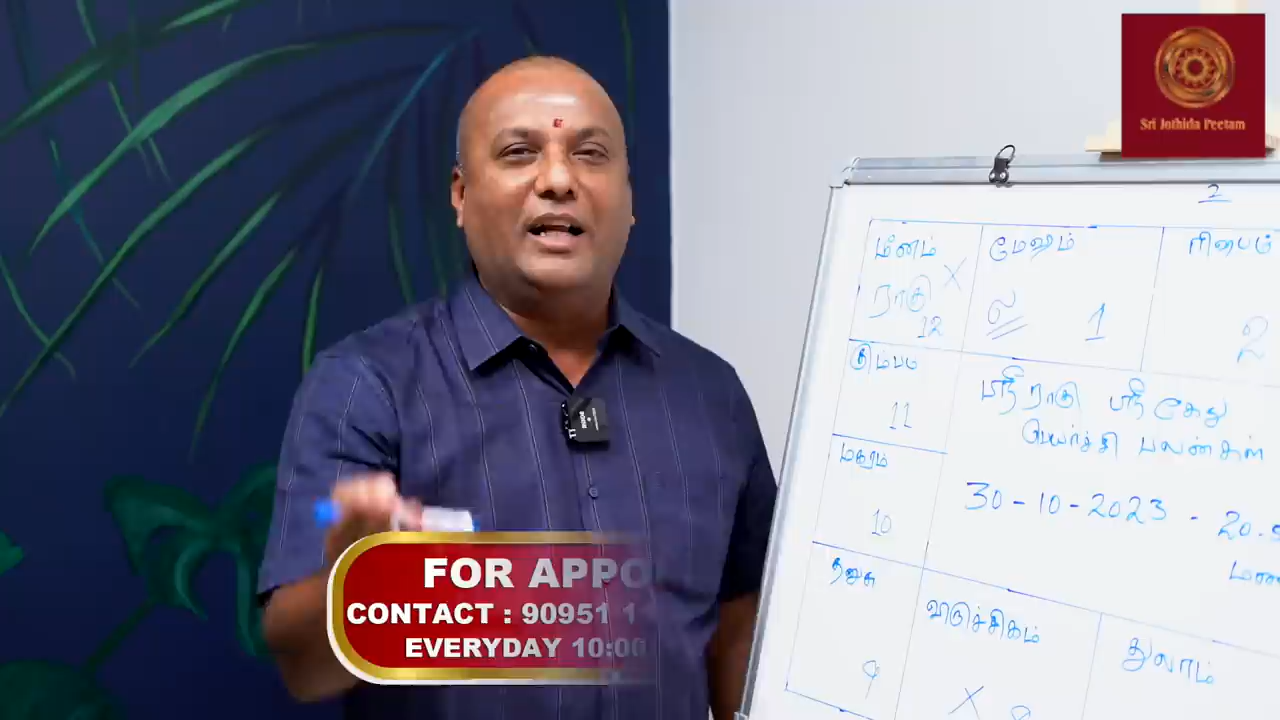 Sri Jothida Peetam
2
மீனம்
மேஷம்
ரிஷபம்
ராகு
X
12
1
2
கும்பம்
11
ஸ்ரீ ராகு ஸ்ரீ கேது
பெயர்ச்சி பலன்கள்
மகரம்
10
30-10-2023 -
தனுசு
விருச்சிகம்
துலாம்
9
X
FOR APPO
CONTACT : 90951 1
EVERYDAY 10:00